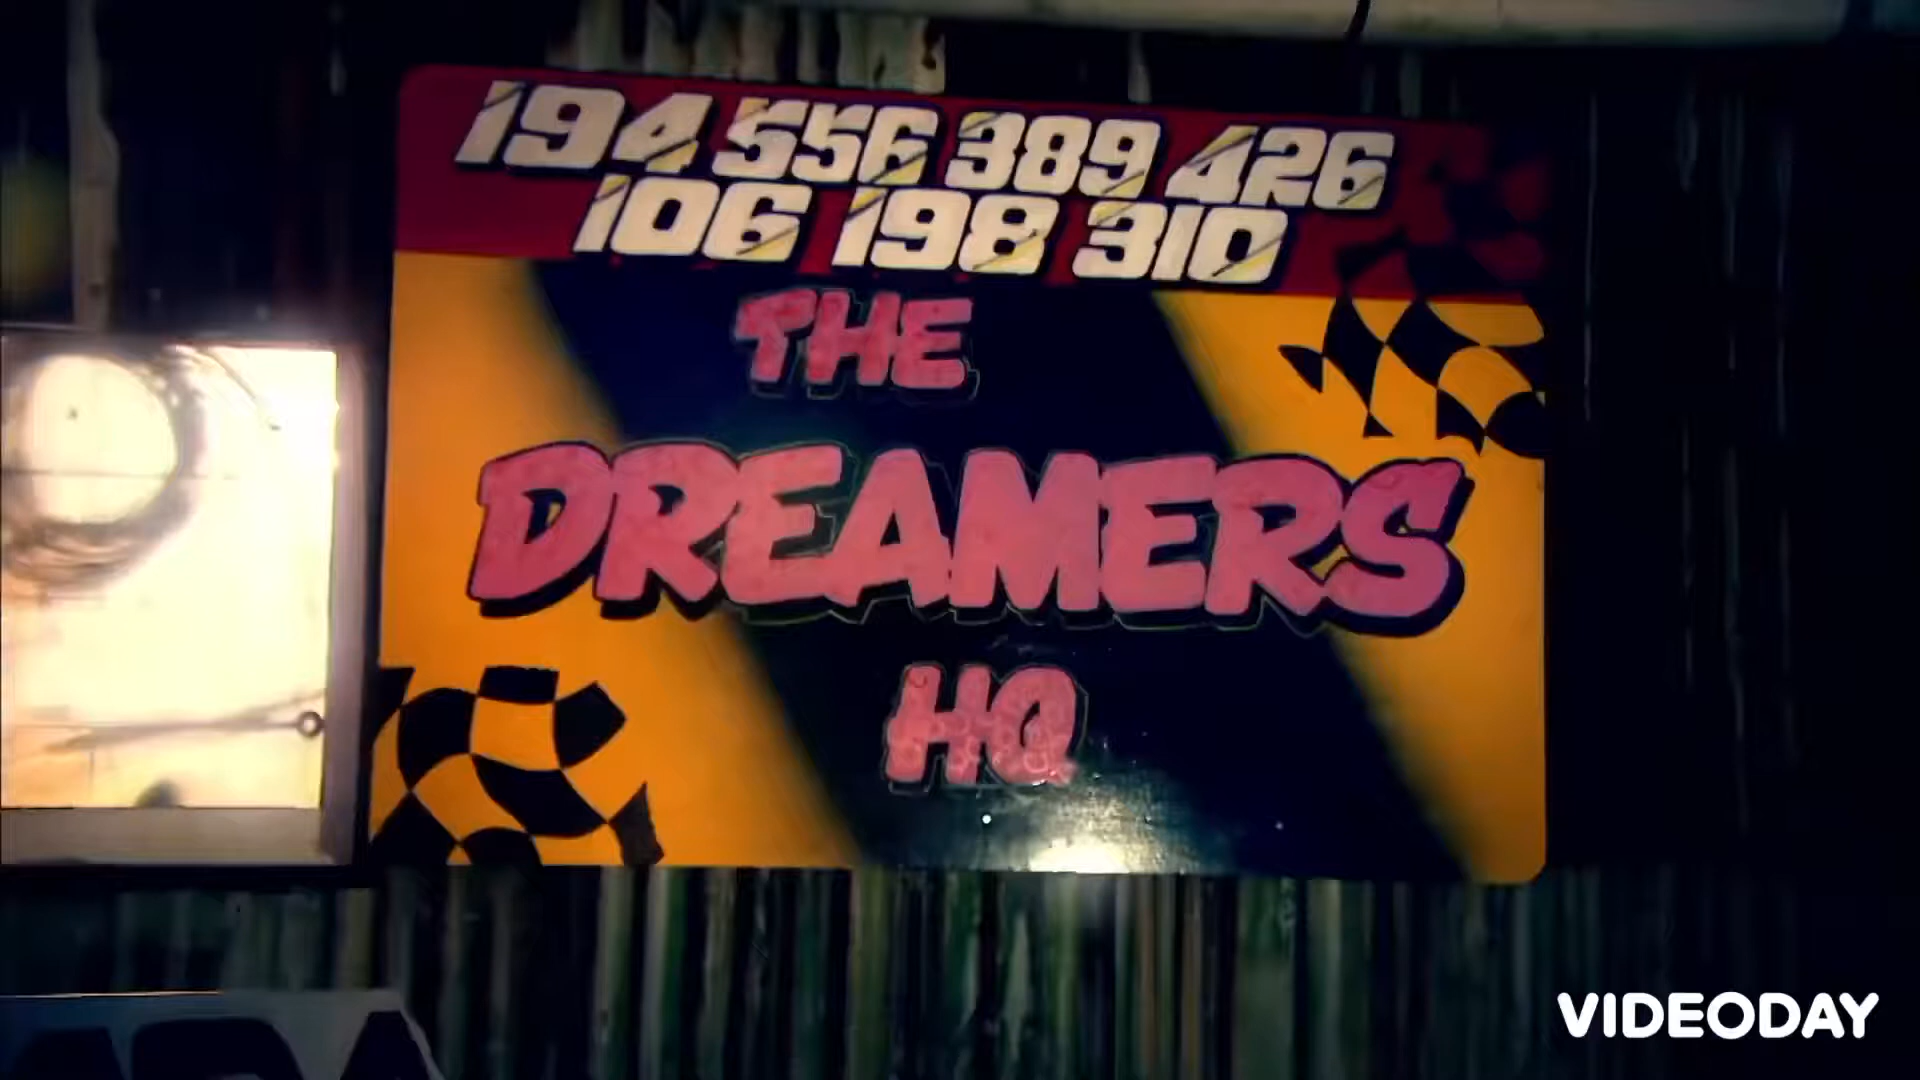 194 556 389 426
106 198 310
THE
DREAMERS
HQ
VIDEODAY